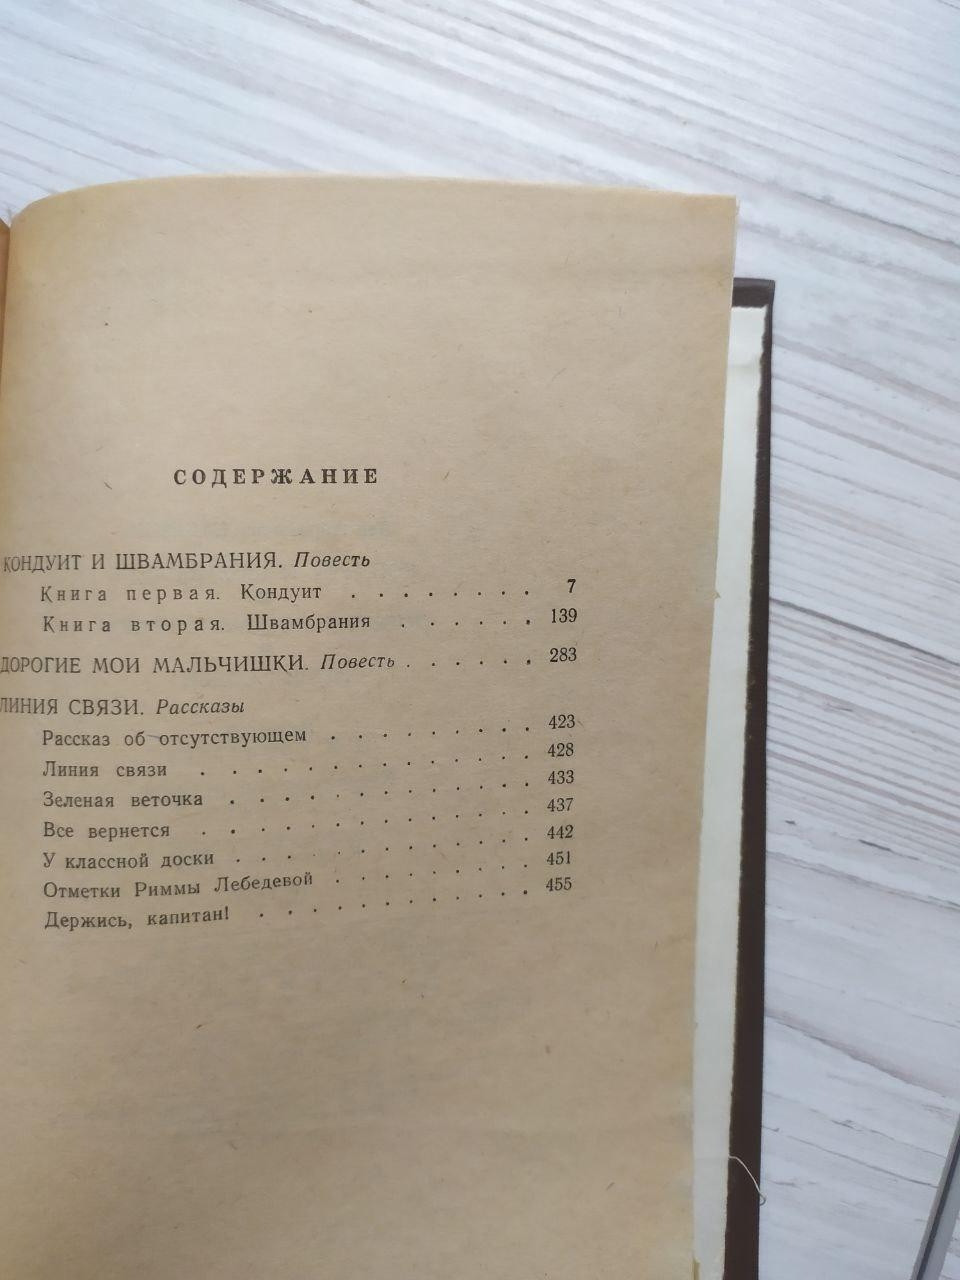 СОДЕРЖАНИЕ
КОНДУИТ И ШВАМБРАНИЯ. Повесть
Книга первая. Кондуит . . . . . . . . 7
Книга вторая. Швамбрания . . . . . . 139
ДОРОГИЕ МОИ МАЛЬЧИШКИ. Повесть . . . . . . 283
ЛИНИЯ СВЯЗИ. Рассказы
Рассказ об отсутствующем . . . . . . . . 423
Линия связи . . . . . . . . . . . . 428
Зеленая веточка . . . . . . . . . . . 433
Все вернется . . . . . . . . . . . . 437
У классной доски . . . . . . . . . . . 442
Отметки Риммы Лебедевой . . . . . . . . 451
Держись, капитан! . . . . . . . . . . . 455